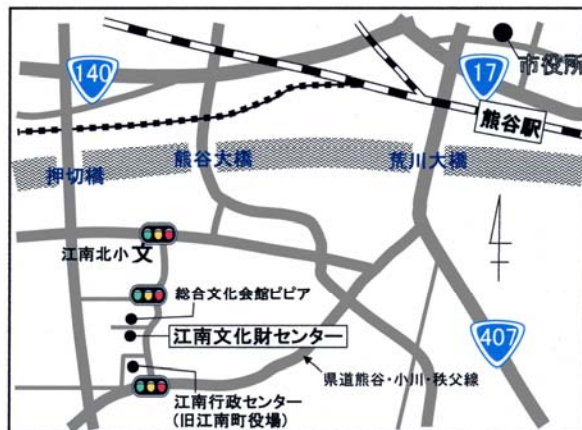 140
17
市役所
熊谷駅
押切橋
熊谷大橋
荒川大橋
江南北小
文
総合文化会館ピピア
江南文化財センター
407
県道熊谷・小川・秩父線
江南行政センター
(旧江南町役場)